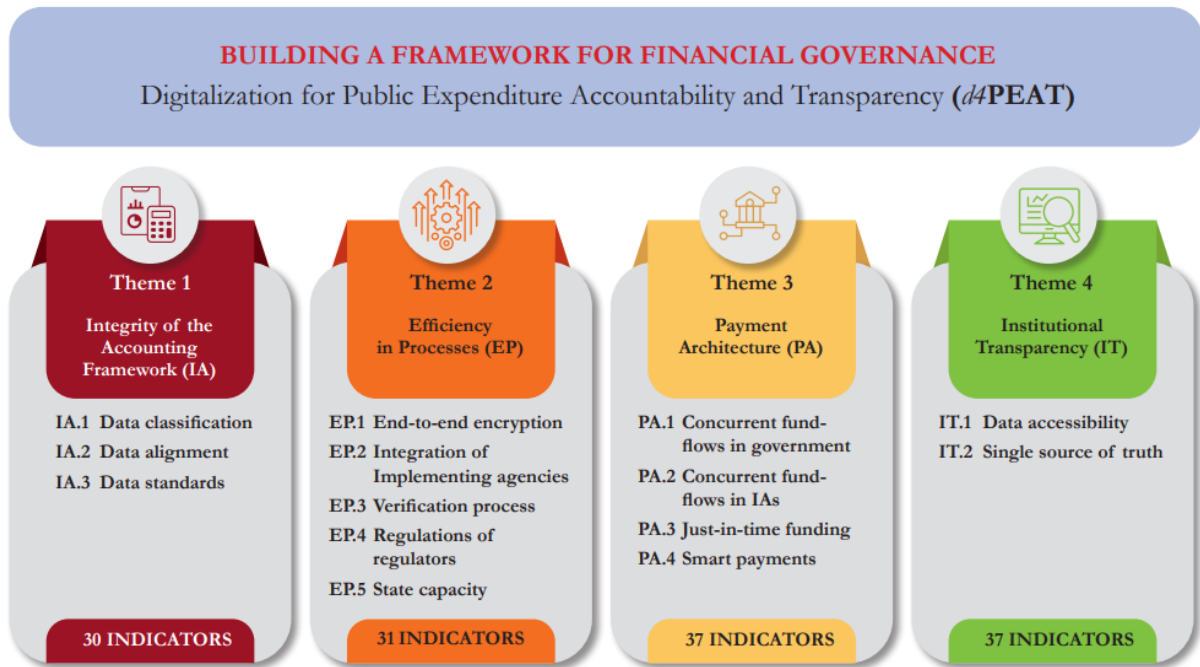 BUILDING A FRAMEWORK FOR FINANCIAL GOVERNANCE
Digitalization for Public Expenditure Accountability and Transparency (d4PEAT)
Theme 1
Integrity of the
Accounting
Framework (IA)
IA.1 Data classification
IA.2 Data alignment
IA.3 Data standards
30 INDICATORS
Theme 2
Efficiency
in Processes (EP)
EP.1 End-to-end encryption
EP.2 Integration of
Implementing agencies
EP.3 Verification process
EP.4 Regulations of
regulators
EP.5 State capacity
31 INDICATORS
Theme 3
Payment
Architecture (PA)
PA.1 Concurrent fund-
flows in government
PA.2 Concurrent fund-
flows in IAs
PA.3 Just-in-time funding
PA.4 Smart payments
37 INDICATORS
Theme 4
Institutional
Transparency (IT)
IT.1 Data accessibility
IT.2 Single source of truth
37 INDICATORS